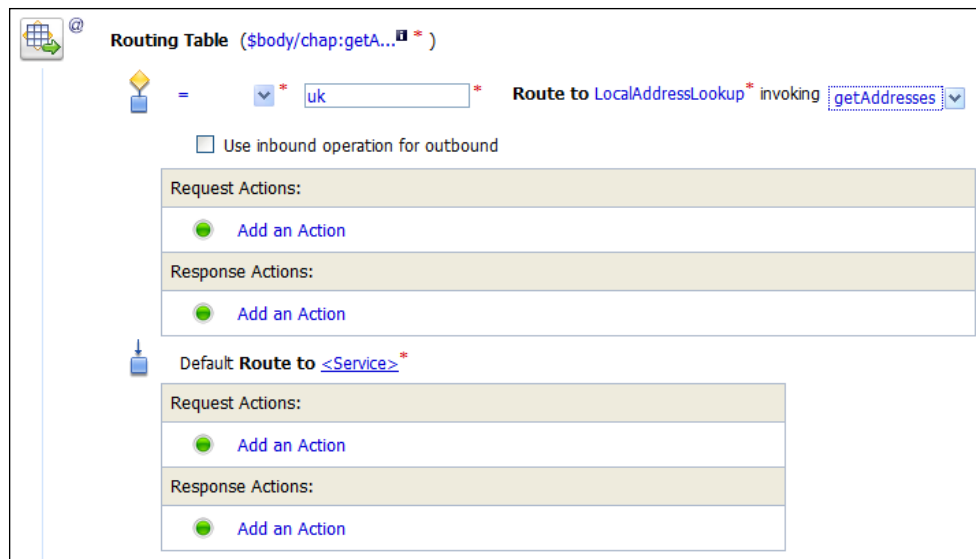 @
Routing Table ($body/chap:getA...i * )
= * uk * Route to LocalAddressLookup* invoking getAddresses
Use inbound operation for outbound
Request Actions:
Add an Action
Response Actions:
Add an Action
Default Route to <Service>*
Request Actions:
Add an Action
Response Actions:
Add an Action